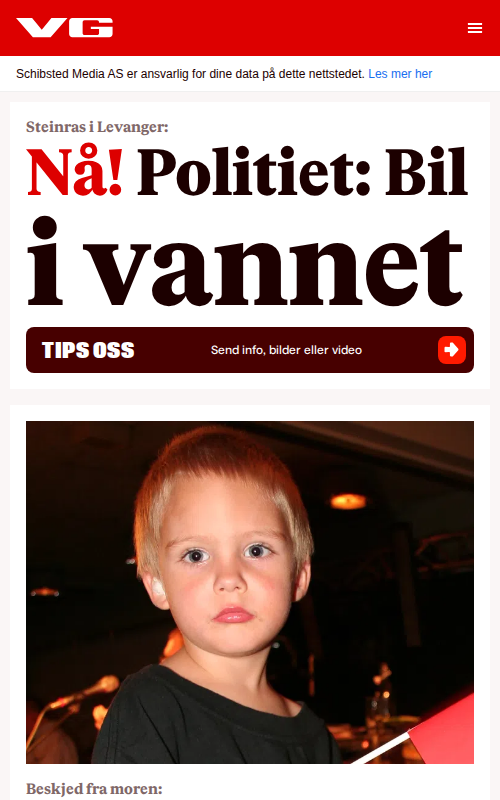 VG
Schibsted Media AS er ansvarlig for dine data på dette nettstedet. Les mer her
Steinras i Levanger:
Nå! Politiet: Bil
i vannet
TIPS OSS Send info, bilder eller video
Beskjed fra moren: